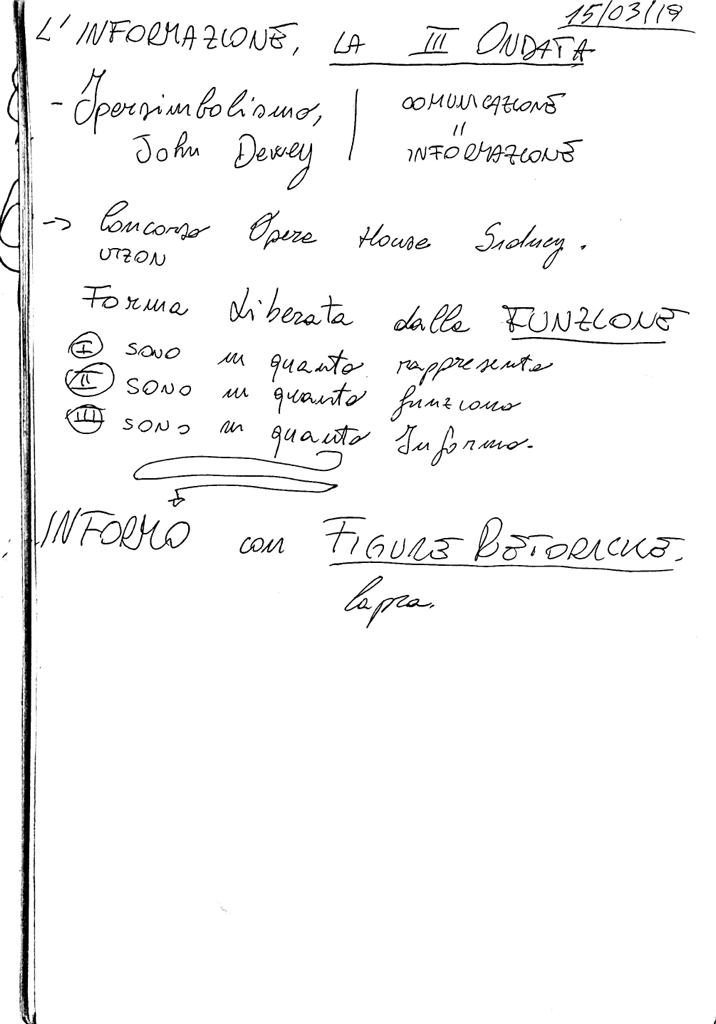 15/03/19
L'INFORMAZIONE, LA III ONDATA
- Ipersimbolismo, | COMUNICAZIONE
"
John Dewey | INFORMAZIONE
-> Concorso Opera House Sidney.
UTZON
Forma Liberata dalla FUNZIONE
I SONO in quanto rappresento
II SONO in quanto funziono
III SONO in quanto Informo.
INFORMO con FIGURE RETORICHE.